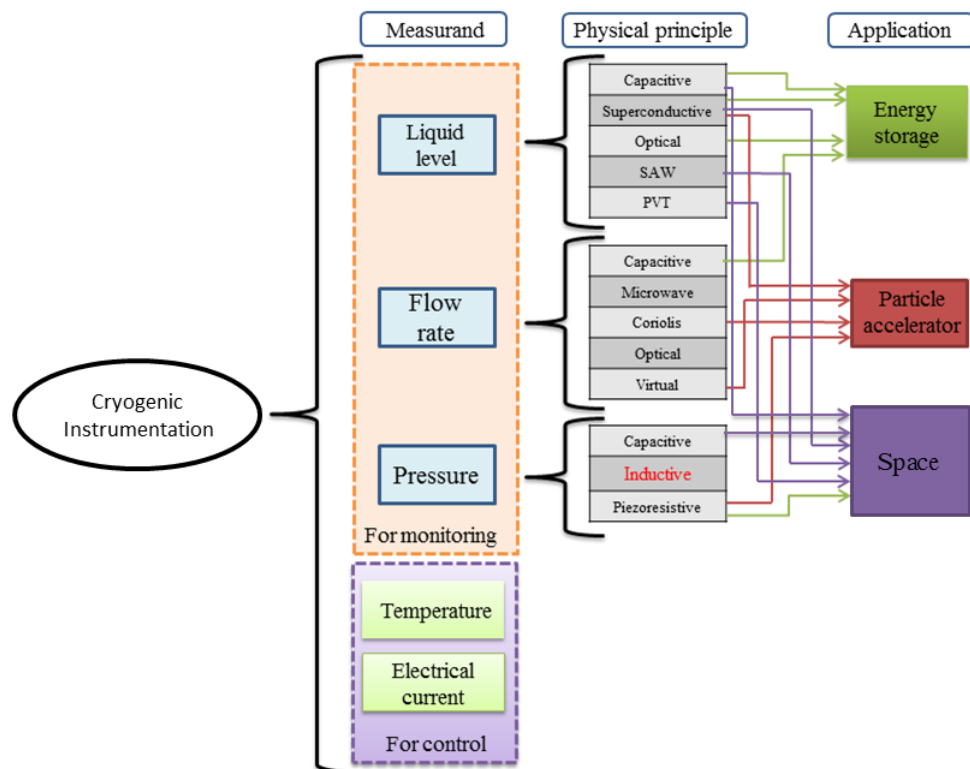 Measurand
Physical principle
Application
Cryogenic
Instrumentation
Liquid
level
Flow
rate
Pressure
For monitoring
Temperature
Electrical
current
For control
Capacitive
Superconductive
Optical
SAW
PVT
Capacitive
Microwave
Coriolis
Optical
Virtual
Capacitive
Inductive
Piezoresistive
Energy
storage
Particle
accelerator
Space